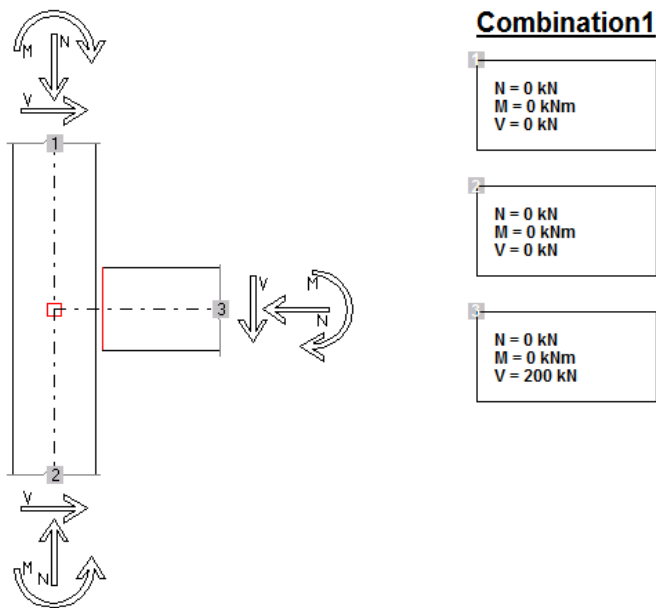 Combination1
M N
V
1
3
V M
N
2
V
M N
1
N = 0 kN
M = 0 kNm
V = 0 kN
2
N = 0 kN
M = 0 kNm
V = 0 kN
3
N = 0 kN
M = 0 kNm
V = 200 kN